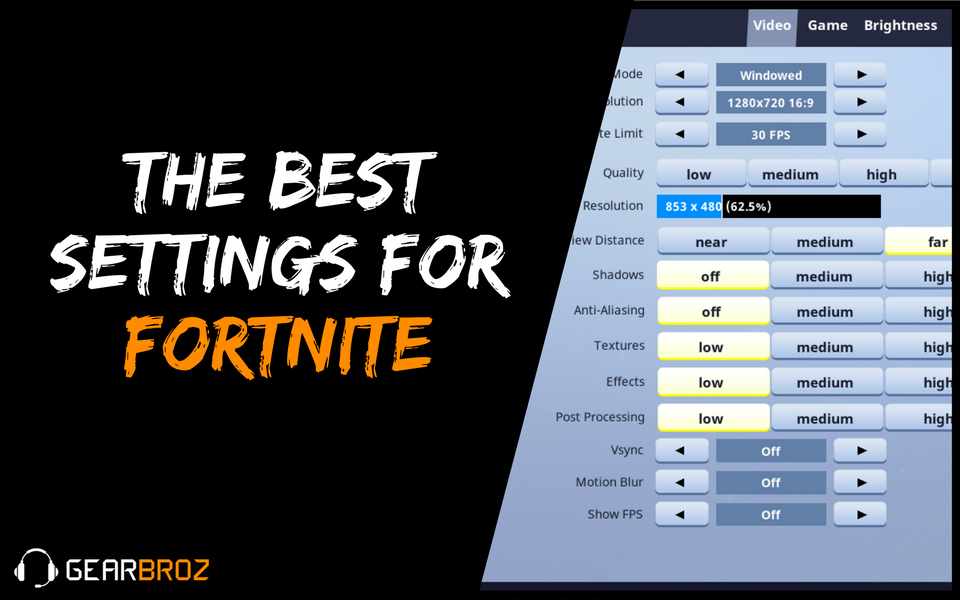 Video Game Brightness
Mode ◄ Windowed ►
olution ◄ 1280x720 16:9 ►
te Limit ◄ 30 FPS ►
Quality low medium high
Resolution 853 x 480 (62.5%)
iew Distance near medium far
Shadows off medium high
Anti-Aliasing off medium high
Textures low medium high
Effects low medium high
Post Processing low medium high
Vsync ◄ Off ►
Motion Blur ◄ Off ►
Show FPS ◄ Off ►
THE BEST
SETTINGS FOR
FORTNITE
GEARBROZ